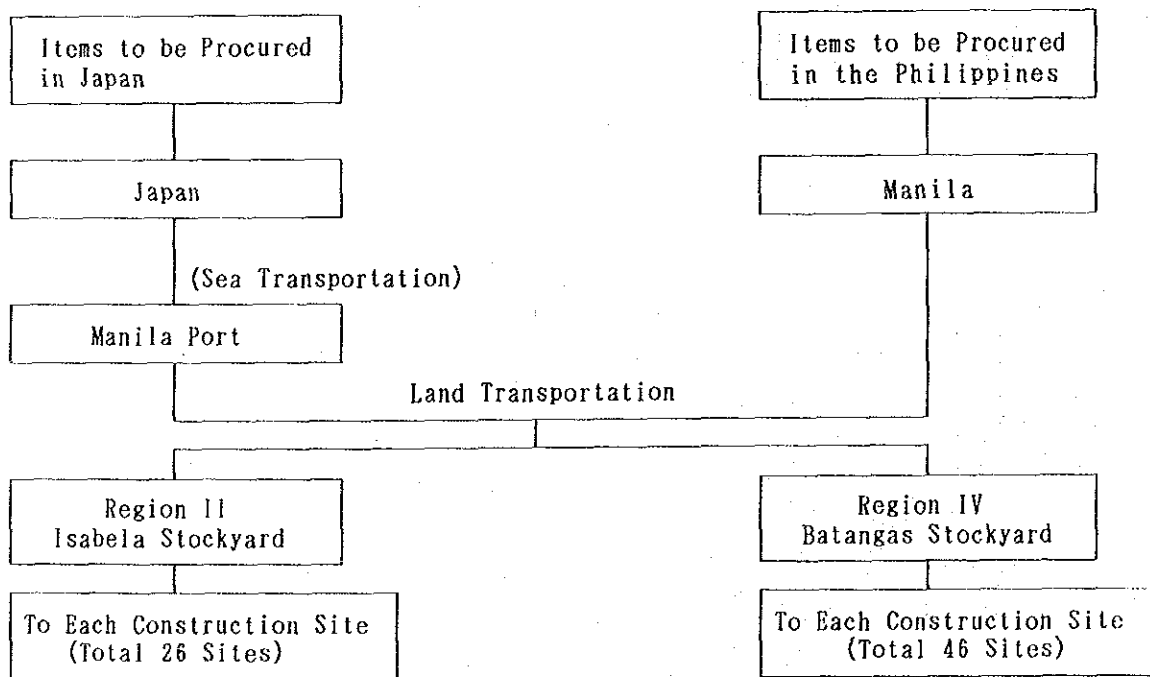 Items to be Procured
in Japan
Items to be Procured
in the Philippines
Japan
Manila
(Sea Transportation)
Manila Port
Land Transportation
Region II
Isabela Stockyard
Region IV
Batangas Stockyard
To Each Construction Site
(Total 26 Sites)
To Each Construction Site
(Total 46 Sites)